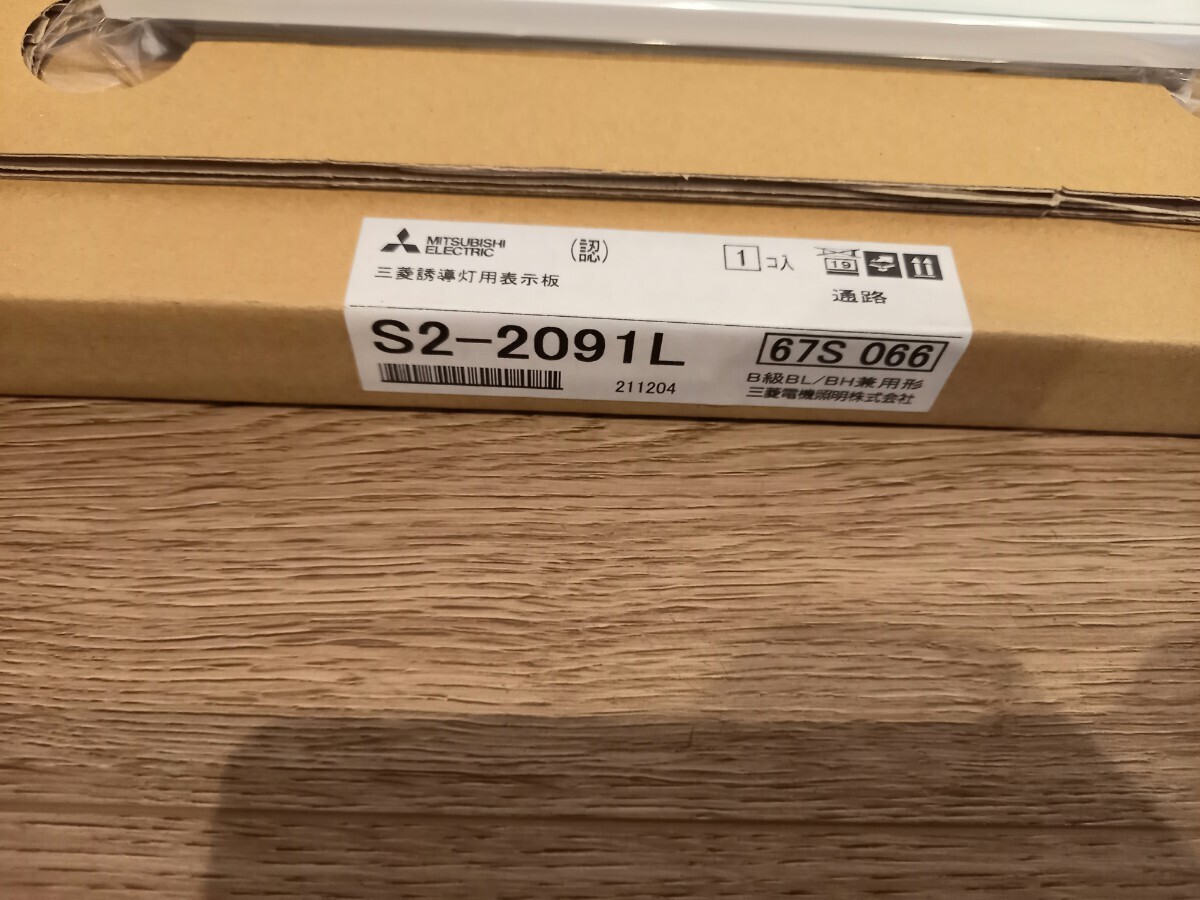 MITSUBISHI
ELECTRIC
(認)
1コ入
19
三菱誘導灯用表示板
通路
S2-2091L
67S 066
211204
B級BL/BH兼用形
三菱電機照明株式会社